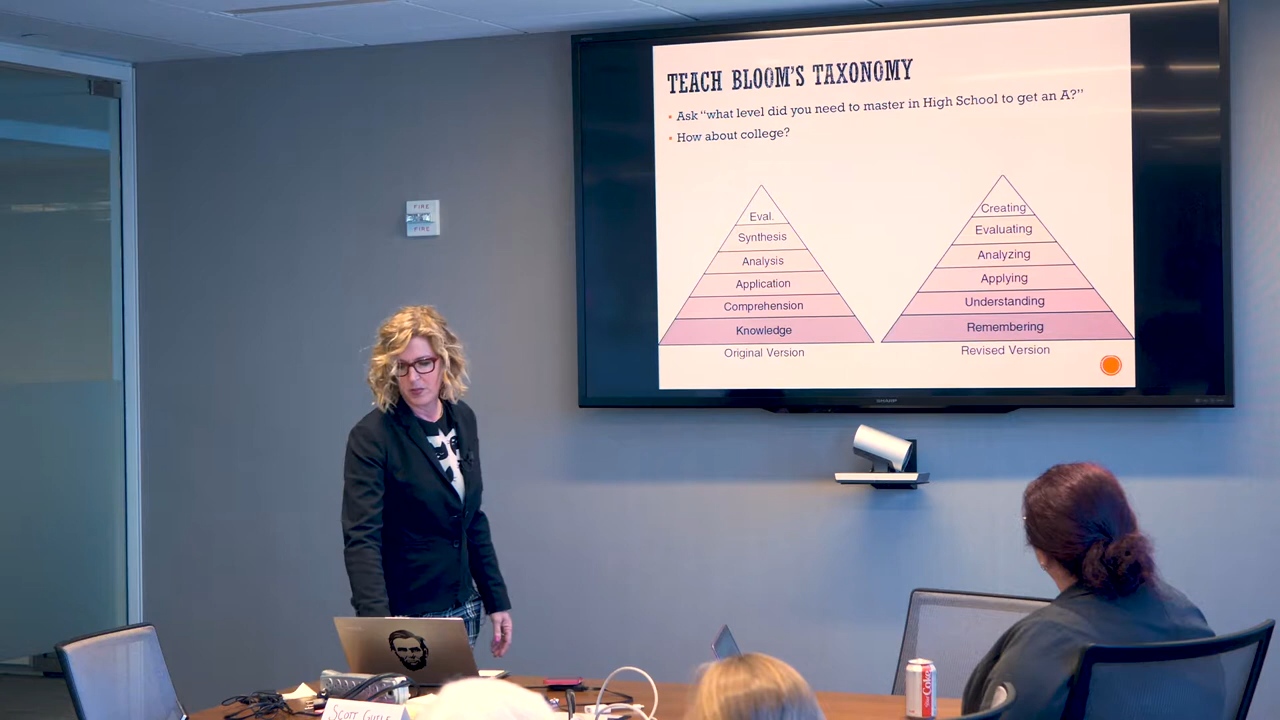 TEACH BLOOM'S TAXONOMY
• Ask "what level did you need to master in High School to get an A?"
• How about college?
Eval.
Synthesis
Analysis
Application
Comprehension
Knowledge
Original Version
Creating
Evaluating
Analyzing
Applying
Understanding
Remembering
Revised Version
SHARP
FIRE
FIRE
SCOTT
Coke